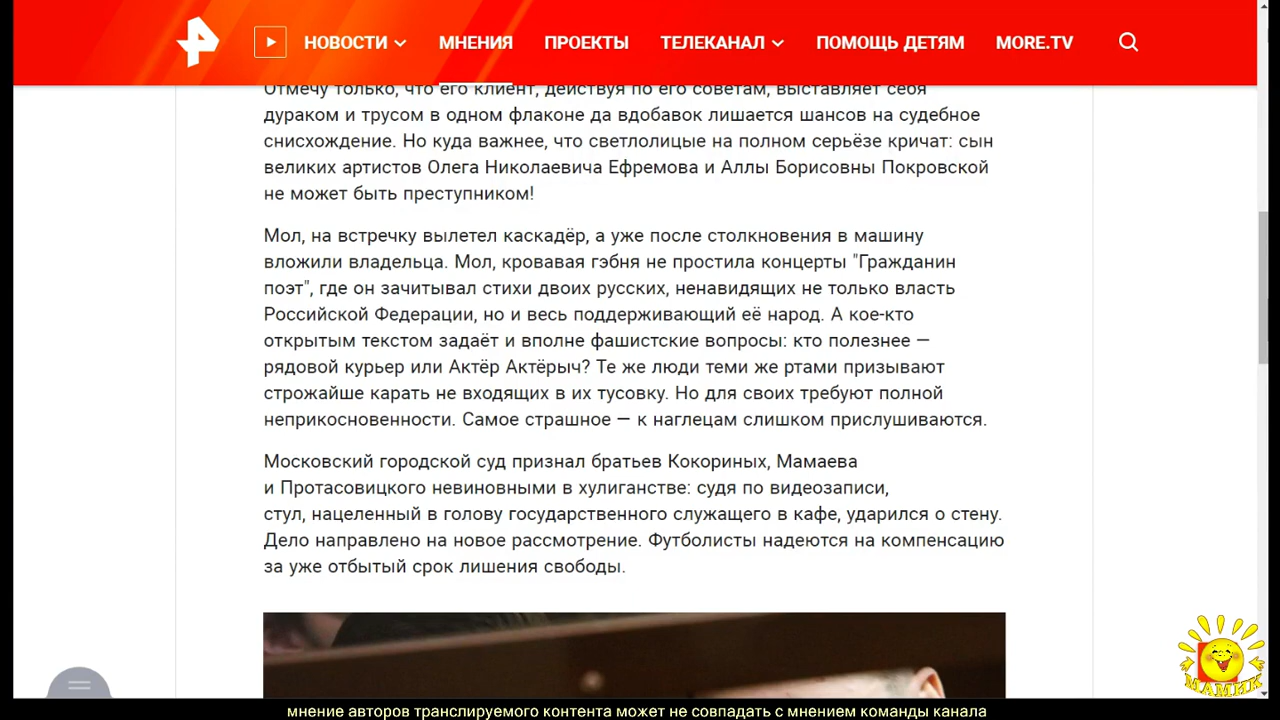 НОВОСТИ МНЕНИЯ ПРОЕКТЫ ТЕЛЕКАНАЛ ПОМОЩЬ ДЕТЯМ MORE.TV
Отмечу только, что его клиент, действуя по его советам, выставляет себя
дураком и трусом в одном флаконе да вдобавок лишается шансов на судебное
снисхождение. Но куда важнее, что светлолицые на полном серьёзе кричат: сын
великих артистов Олега Николаевича Ефремова и Аллы Борисовны Покровской
не может быть преступником!
Мол, на встречку вылетел каскадёр, а уже после столкновения в машину
вложили владельца. Мол, кровавая гэбня не простила концерты "Гражданин
поэт", где он зачитывал стихи двоих русских, ненавидящих не только власть
Российской Федерации, но и весь поддерживающий её народ. А кое-кто
открытым текстом задаёт и вполне фашистские вопросы: кто полезнее —
рядовой курьер или Актёр Актёрыч? Те же люди теми же ртами призывают
строжайше карать не входящих в их тусовку. Но для своих требуют полной
неприкосновенности. Самое страшное — к наглецам слишком прислушиваются.
Московский городской суд признал братьев Кокориных, Мамаева
и Протасовицкого невиновными в хулиганстве: судя по видеозаписи,
стул, нацеленный в голову государственного служащего в кафе, ударился о стену.
Дело направлено на новое рассмотрение. Футболисты надеются на компенсацию
за уже отбытый срок лишения свободы.
МАМИК
мнение авторов транслируемого контента может не совпадать с мнением команды канала